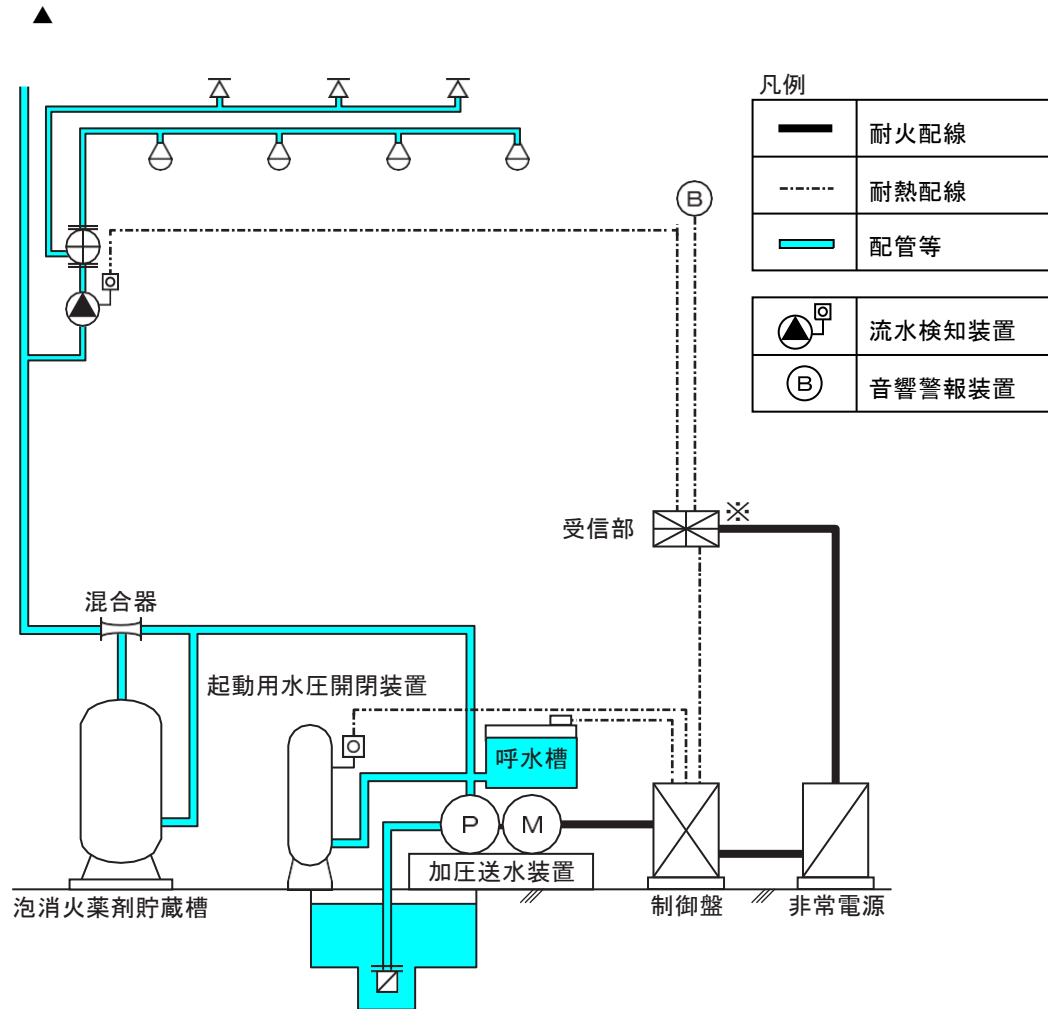 凡例
耐火配線
耐熱配線
B
配管等
流水検知装置
B
音響警報装置
受信部
※
混合器
起動用水圧開閉装置
呼水槽
P
M
加圧送水装置
泡消火薬剤貯蔵槽
制御盤
非常電源